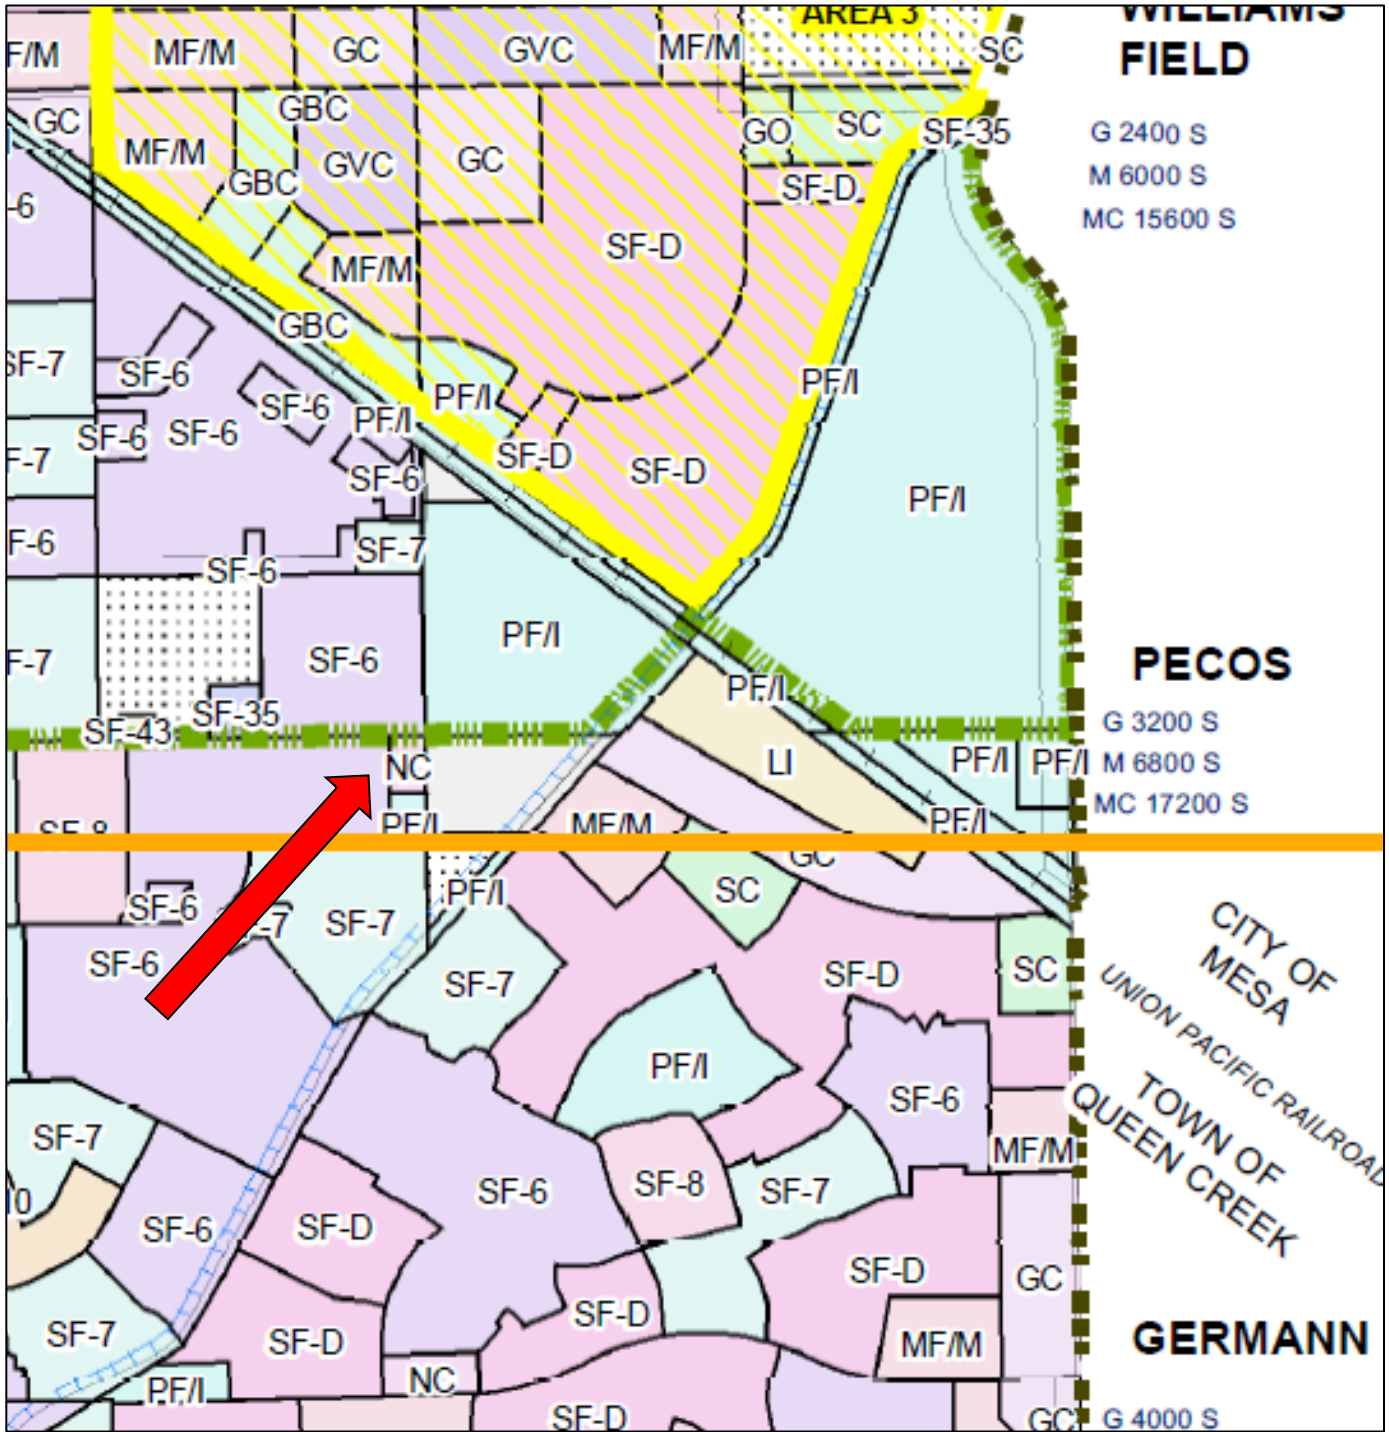 AREA 3
WILLIAMS
FIELD
F/M
MF/M
GC
GVC
MF/M
SC
GC
MF/M
GBC
GBC
GVC
GC
GO
SC
SF-35
SF-D
G 2400 S
M 6000 S
MC 15600 S
-6
MF/M
SF-D
GBC
SF-7
SF-6
SF-6
PF/I
PF/I
PF/I
SF-6
SF-6
F-7
SF-6
SF-D
SF-D
PF/I
F-6
SF-7
SF-6
PF/I
F-7
SF-6
PF/I
SF-43
SF-35
PECOS
G 3200 S
M 6800 S
MC 17200 S
NC
LI
PF/I
PF/I
SF-8
PF/I
MF/M
PF/I
GC
SF-6
-7
SF-7
PF/I
SC
SF-6
SF-7
SF-D
SC
CITY OF
MESA
UNION PACIFIC RAILROAD
TOWN OF
QUEEN CREEK
PF/I
SF-6
SF-7
MF/M
10
SF-6
SF-D
SF-6
SF-8
SF-7
SF-D
GC
SF-7
SF-D
SF-D
MF/M
GERMANN
PF/I
NC
SF-D
GC
G 4000 S